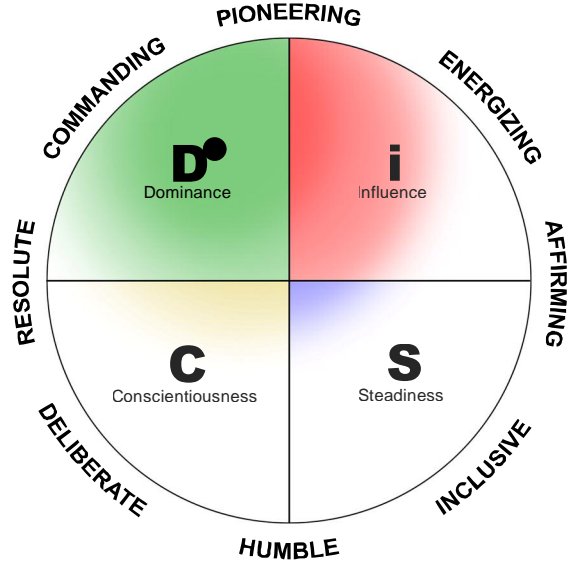 PIONEERING
COMMANDING
ENERGIZING
D
Dominance
i
Influence
RESOLUTE
AFFIRMING
C
Conscientiousness
S
Steadiness
DELIBERATE
INCLUSIVE
HUMBLE